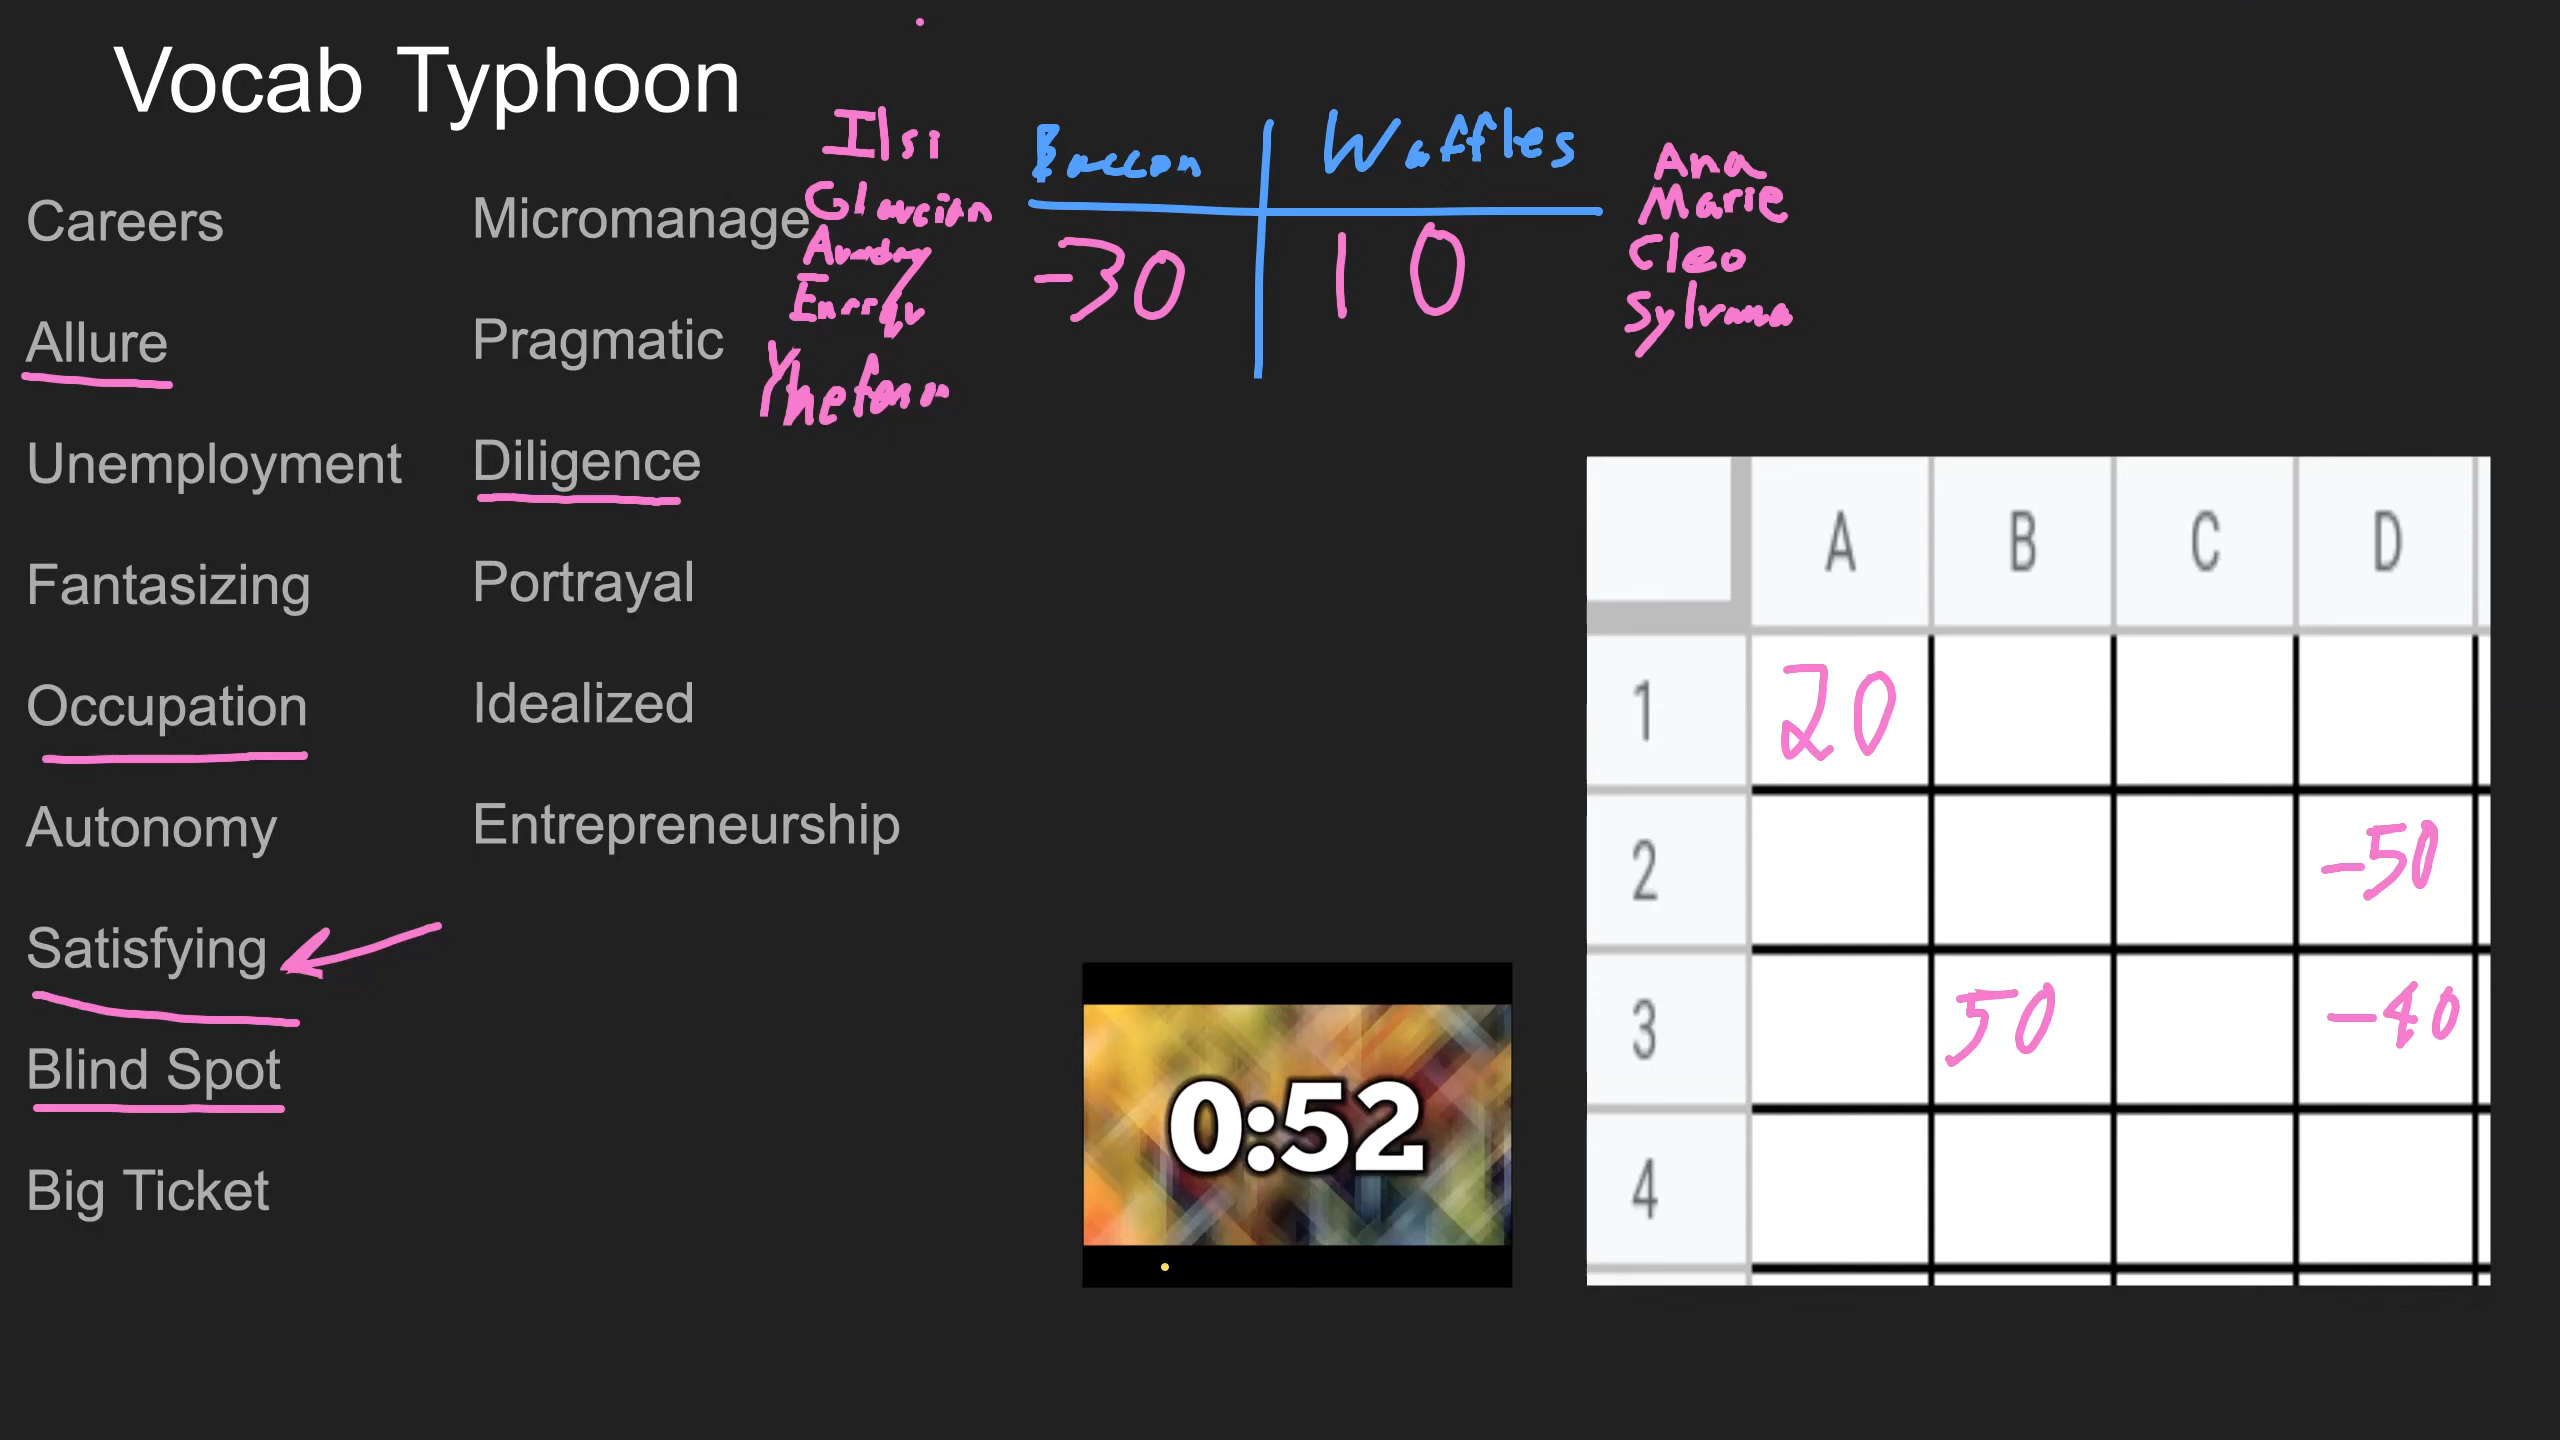 Vocab Typhoon
Careers
Allure
Unemployment
Fantasizing
Occupation
Autonomy
Satisfying
Blind Spot
Big Ticket
Micromanage
Pragmatic
Diligence
Portrayal
Idealized
Entrepreneurship
Ilsi
Bacon Waffles
-30 10
Ana
Marie
Cleo
Sylvana
A B C D
1 20
2 -50
3 50 -40
4
0:52